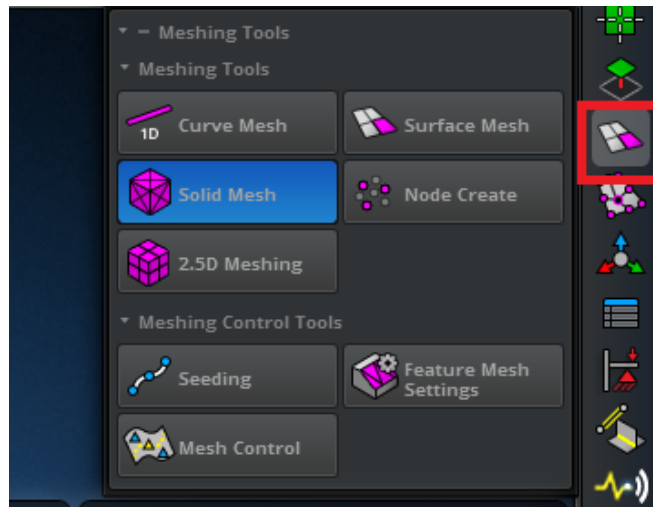 - Meshing Tools
Meshing Tools
1D Curve Mesh
Surface Mesh
Solid Mesh
Node Create
2.5D Meshing
Meshing Control Tools
Seeding
Feature Mesh
Settings
Mesh Control